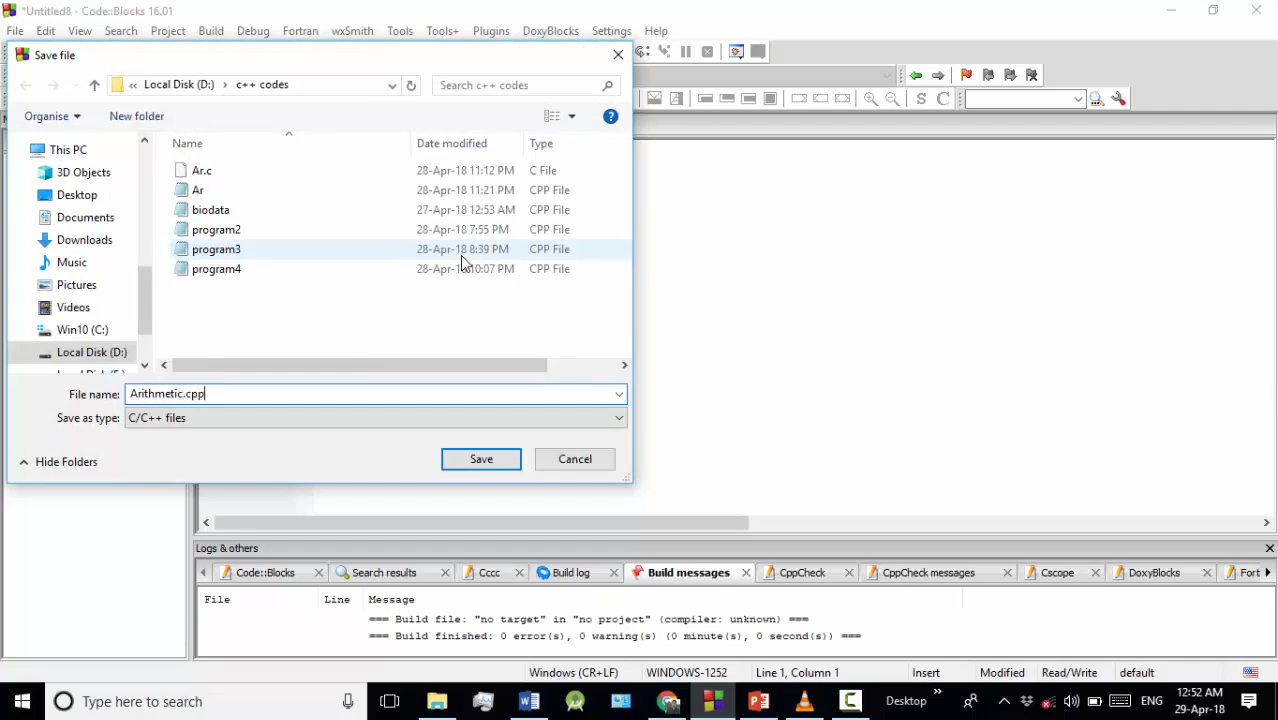 *Untitled8 - Code::Blocks 16.01
File Edit View Search Project Build Debug Fortran wxSmith Tools Tools+ Plugins DoxyBlocks Settings Help
Save file
« Local Disk (D:) › c++ codes
Search c++ codes
Organise New folder
Name Date modified Type
This PC
3D Objects
Desktop
Documents
Downloads
Music
Pictures
Videos
Win10 (C:)
Local Disk (D:)
Ar.c 28-Apr-18 11:12 PM C File
Ar 28-Apr-18 11:21 PM CPP File
biodata 27-Apr-18 12:53 AM CPP File
program2 28-Apr-18 7:55 PM CPP File
program3 28-Apr-18 8:39 PM CPP File
program4 10:07 PM CPP File
File name: Arithmetic.cpp
Save as type: C/C++ files
Hide Folders Save Cancel
S C
Logs & others
Code::Blocks Search results Cccc Build log Build messages CppCheck CppCheck messages Cscope DoxyBlocks Fort
File Line Message
=== Build file: "no target" in "no project" (compiler: unknown) ===
=== Build finished: 0 error(s), 0 warning(s) (0 minute(s), 0 second(s)) ===
Windows (CR+LF) WINDOWS-1252 Line 1, Column 1 Insert Modified Read/Write default
Type here to search
Desktop » ENG
12:52 AM
29-Apr-18